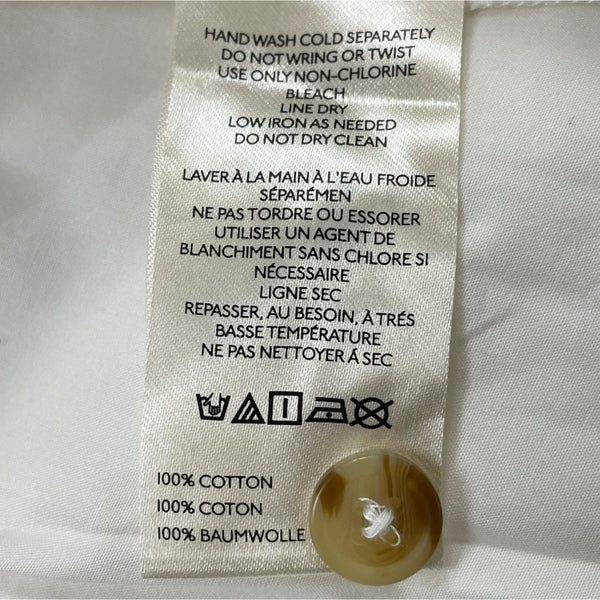 HAND WASH COLD SEPARATELY
DO NOT WRING OR TWIST
USE ONLY NON-CHLORINE
BLEACH
LINE DRY
LOW IRON AS NEEDED
DO NOT DRY CLEAN
LAVER À LA MAIN À L'EAU FROIDE
SÉPARÉMEN
NE PAS TORDRE OU ESSORER
UTILISER UN AGENT DE
BLANCHIMENT SANS CHLORE SI
NÉCESSAIRE
LIGNE SEC
REPASSER, AU BESOIN, À TRÉS
BASSE TEMPÉRATURE
NE PAS NETTOYER Á SEC
100% COTTON
100% COTON
100% BAUMWOLLE